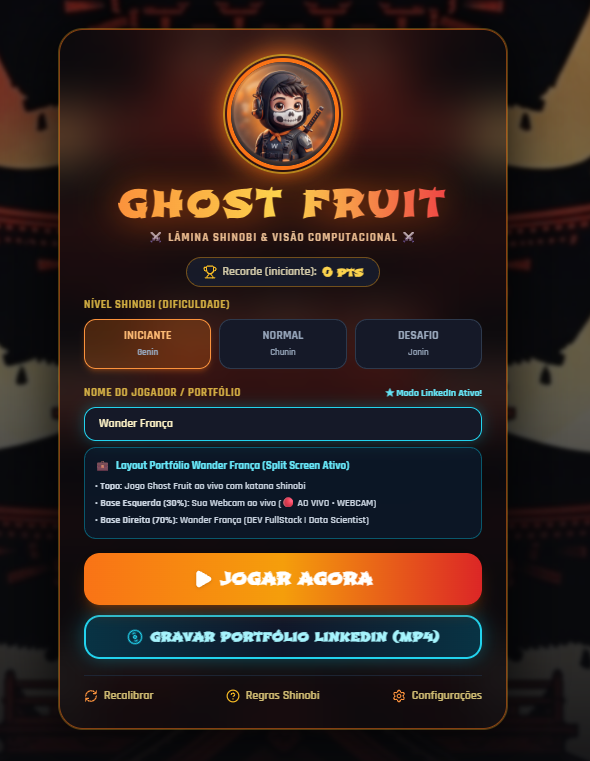 GHOST FRUIT
LÂMINA SHINOBI & VISÃO COMPUTACIONAL
Recorde (iniciante): 0 PTS
NÍVEL SHINOBI (DIFICULDADE)
INICIANTE NORMAL DESAFIO
Genin Chunin Jonin
NOME DO JOGADOR / PORTFÓLIO ★ Modo LinkedIn Ativo!
Wander França
Layout Portfólio Wander França (Split Screen Ativo)
• Topo: Jogo Ghost Fruit ao vivo com katana shinobi
• Base Esquerda (30%): Sua Webcam ao vivo (🔴 AO VIVO • WEBCAM)
• Base Direita (70%): Wander França (DEV FullStack | Data Scientist)
JOGAR AGORA
GRAVAR PORTFÓLIO LINKEDIN (MP4)
Recalibrar Regras Shinobi Configurações